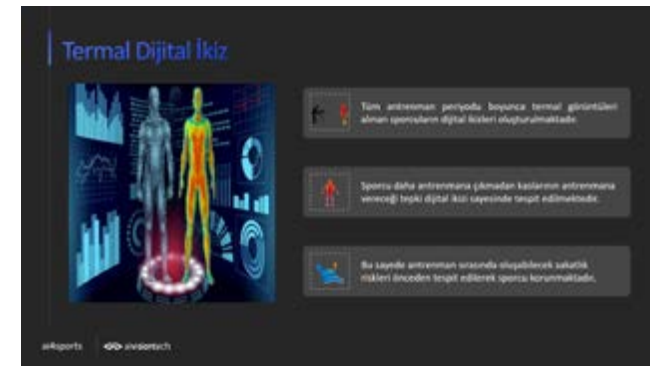 Termal Dijital İkiz
Tüm antrenman periyodu boyunca termal görüntüleri
alınan sporcuların dijital ikizleri oluşturulmaktadır.
Sporcu daha antrenmana çıkmadan kaslarının antrenmana
vereceği tepki dijital ikizi sayesinde tespit edilmektedir.
Bu sayede antrenman sırasında oluşabilecek sakatlık
riskleri önceden tespit edilerek sporcu korunmaktadır.
ai4sports